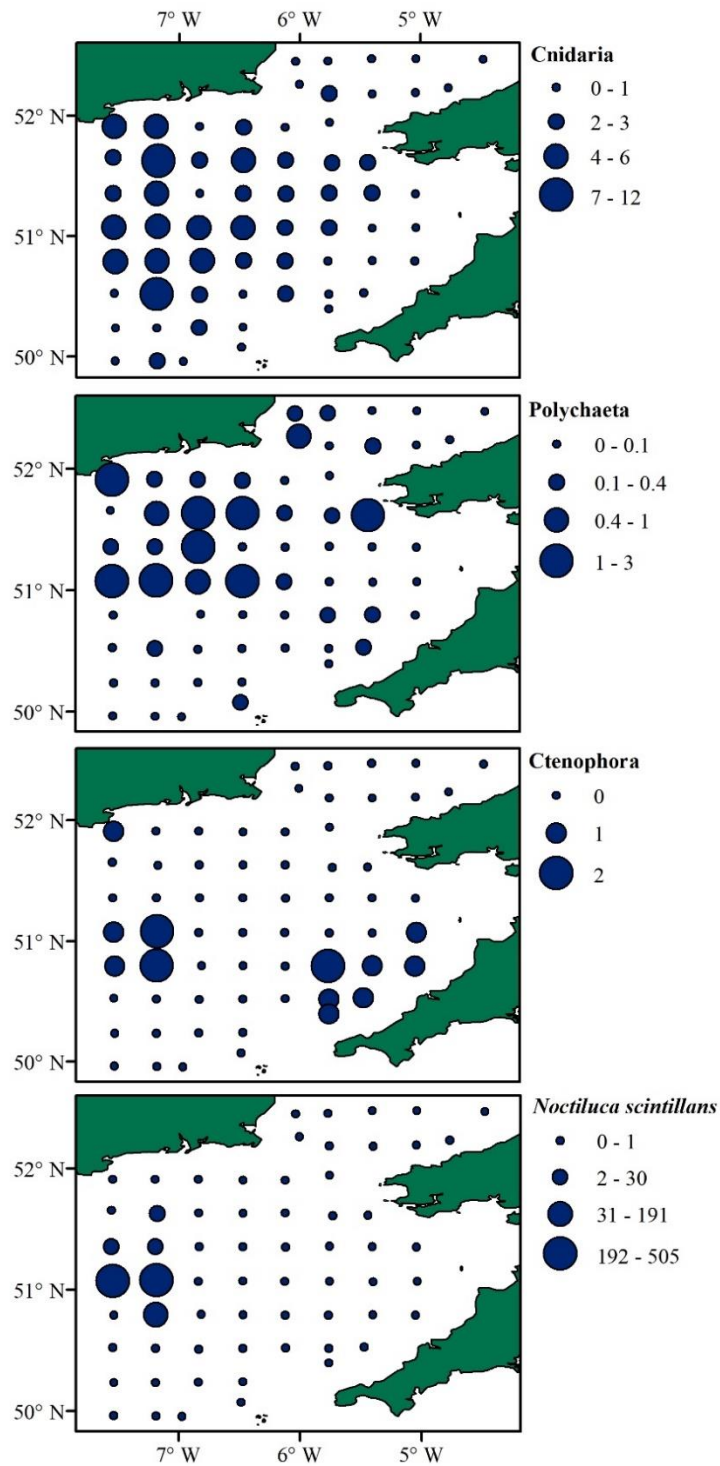 7° W 6° W 5° W
Cnidaria
0 - 1
2 - 3
4 - 6
7 - 12
52° N
51° N
50° N
Polychaeta
0 - 0.1
0.1 - 0.4
0.4 - 1
1 - 3
52° N
51° N
50° N
Ctenophora
0
1
2
52° N
51° N
50° N
Noctiluca scintillans
0 - 1
2 - 30
31 - 191
192 - 505
52° N
51° N
50° N
7° W 6° W 5° W